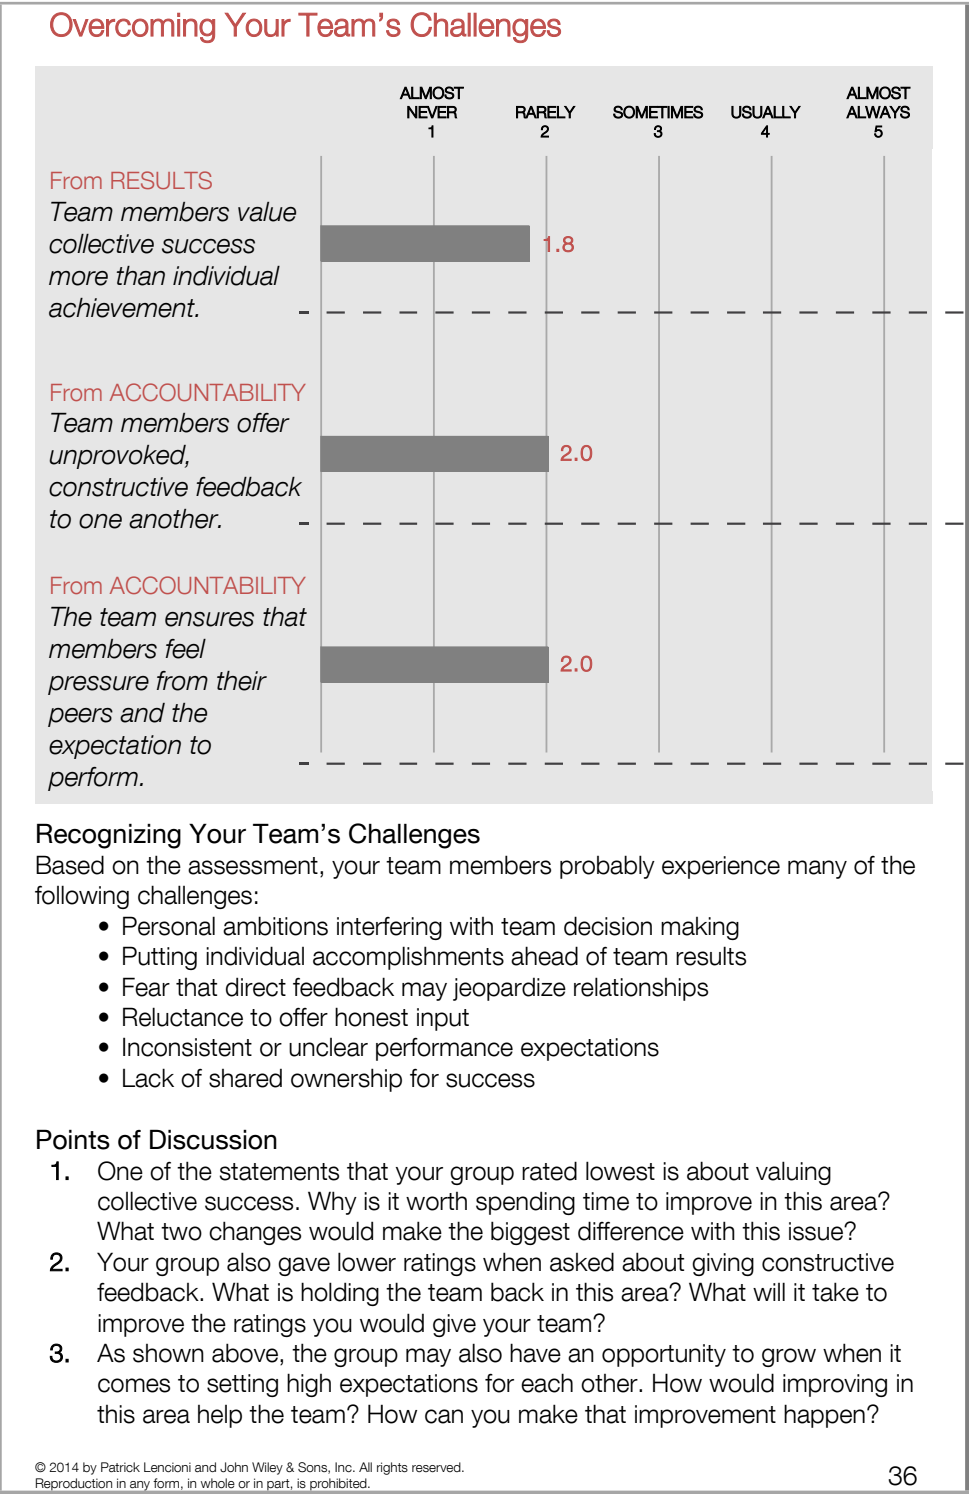 Overcoming Your Team's Challenges
ALMOST NEVER 1
RARELY 2
SOMETIMES 3
USUALLY 4
ALMOST ALWAYS 5
From RESULTS
Team members value
collective success
more than individual
achievement.
1.8
From ACCOUNTABILITY
Team members offer
unprovoked,
constructive feedback
to one another.
2.0
From ACCOUNTABILITY
The team ensures that
members feel
pressure from their
peers and the
expectation to
perform.
2.0
Recognizing Your Team's Challenges
Based on the assessment, your team members probably experience many of the
following challenges:
• Personal ambitions interfering with team decision making
• Putting individual accomplishments ahead of team results
• Fear that direct feedback may jeopardize relationships
• Reluctance to offer honest input
• Inconsistent or unclear performance expectations
• Lack of shared ownership for success
Points of Discussion
1. One of the statements that your group rated lowest is about valuing
collective success. Why is it worth spending time to improve in this area?
What two changes would make the biggest difference with this issue?
2. Your group also gave lower ratings when asked about giving constructive
feedback. What is holding the team back in this area? What will it take to
improve the ratings you would give your team?
3. As shown above, the group may also have an opportunity to grow when it
comes to setting high expectations for each other. How would improving in
this area help the team? How can you make that improvement happen?
© 2014 by Patrick Lencioni and John Wiley & Sons, Inc. All rights reserved.
Reproduction in any form, in whole or in part, is prohibited.
36